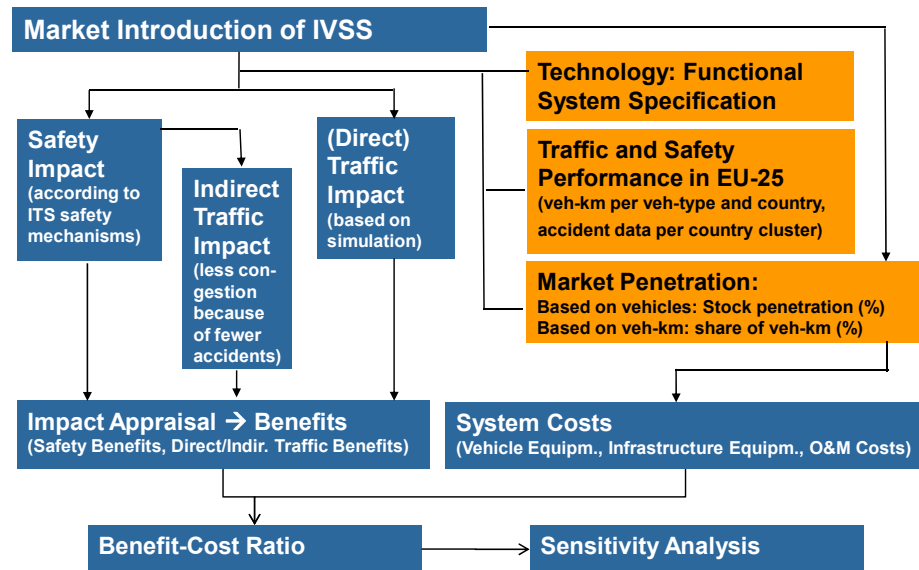 Market Introduction of IVSS
Technology: Functional
System Specification
Safety
Impact
(according to
ITS safety
mechanisms)
Indirect
Traffic
Impact
(less con-
gestion
because
of fewer
accidents)
(Direct)
Traffic
Impact
(based on
simulation)
Traffic and Safety
Performance in EU-25
(veh-km per veh-type and country,
accident data per country cluster)
Market Penetration:
Based on vehicles: Stock penetration (%)
Based on veh-km: share of veh-km (%)
Impact Appraisal → Benefits
(Safety Benefits, Direct/Indir. Traffic Benefits)
System Costs
(Vehicle Equipm., Infrastructure Equipm., O&M Costs)
Benefit-Cost Ratio
Sensitivity Analysis